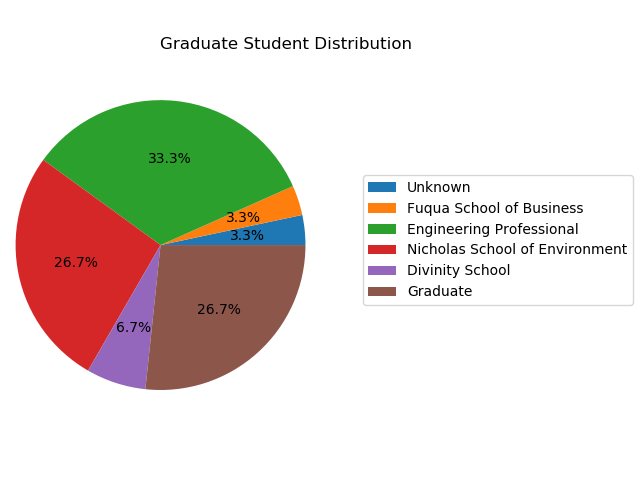 Graduate Student Distribution
33.3%
3.3%
3.3%
26.7%
26.7%
6.7%
Unknown
Fuqua School of Business
Engineering Professional
Nicholas School of Environment
Divinity School
Graduate